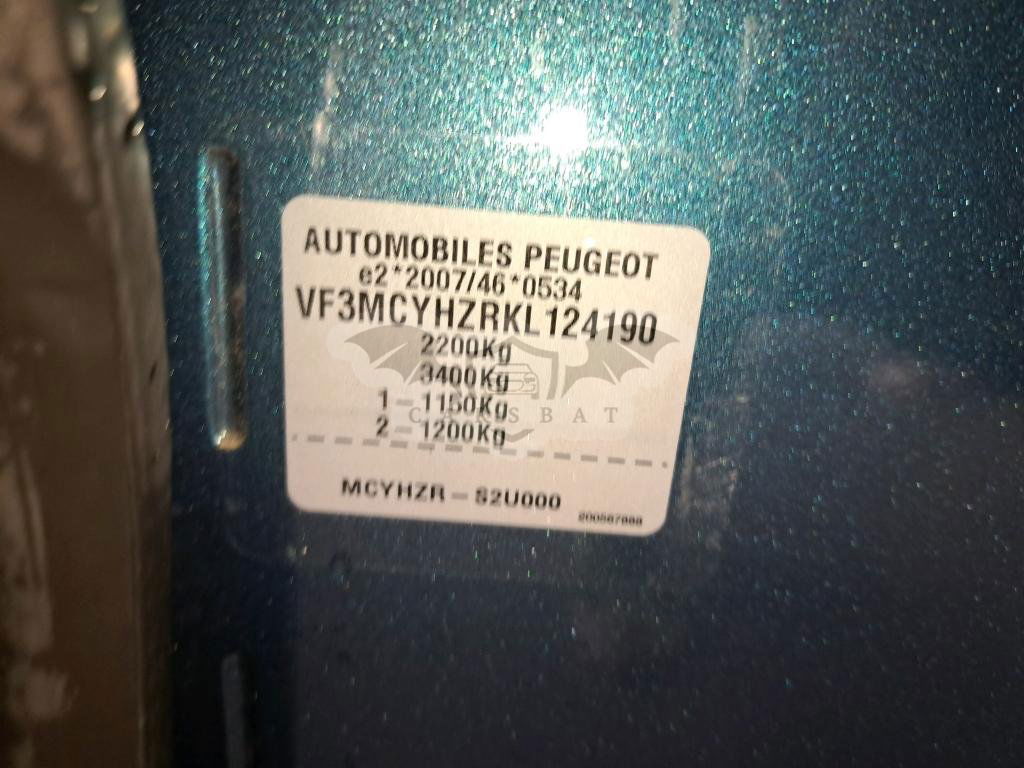 AUTOMOBILES PEUGEOT
e2*2007/46*0534
VF3MCYHZRKL124190
2200Kg
3400Kg
1 - 1150Kg
2 - 1200Kg
MCYHZR - S2U000